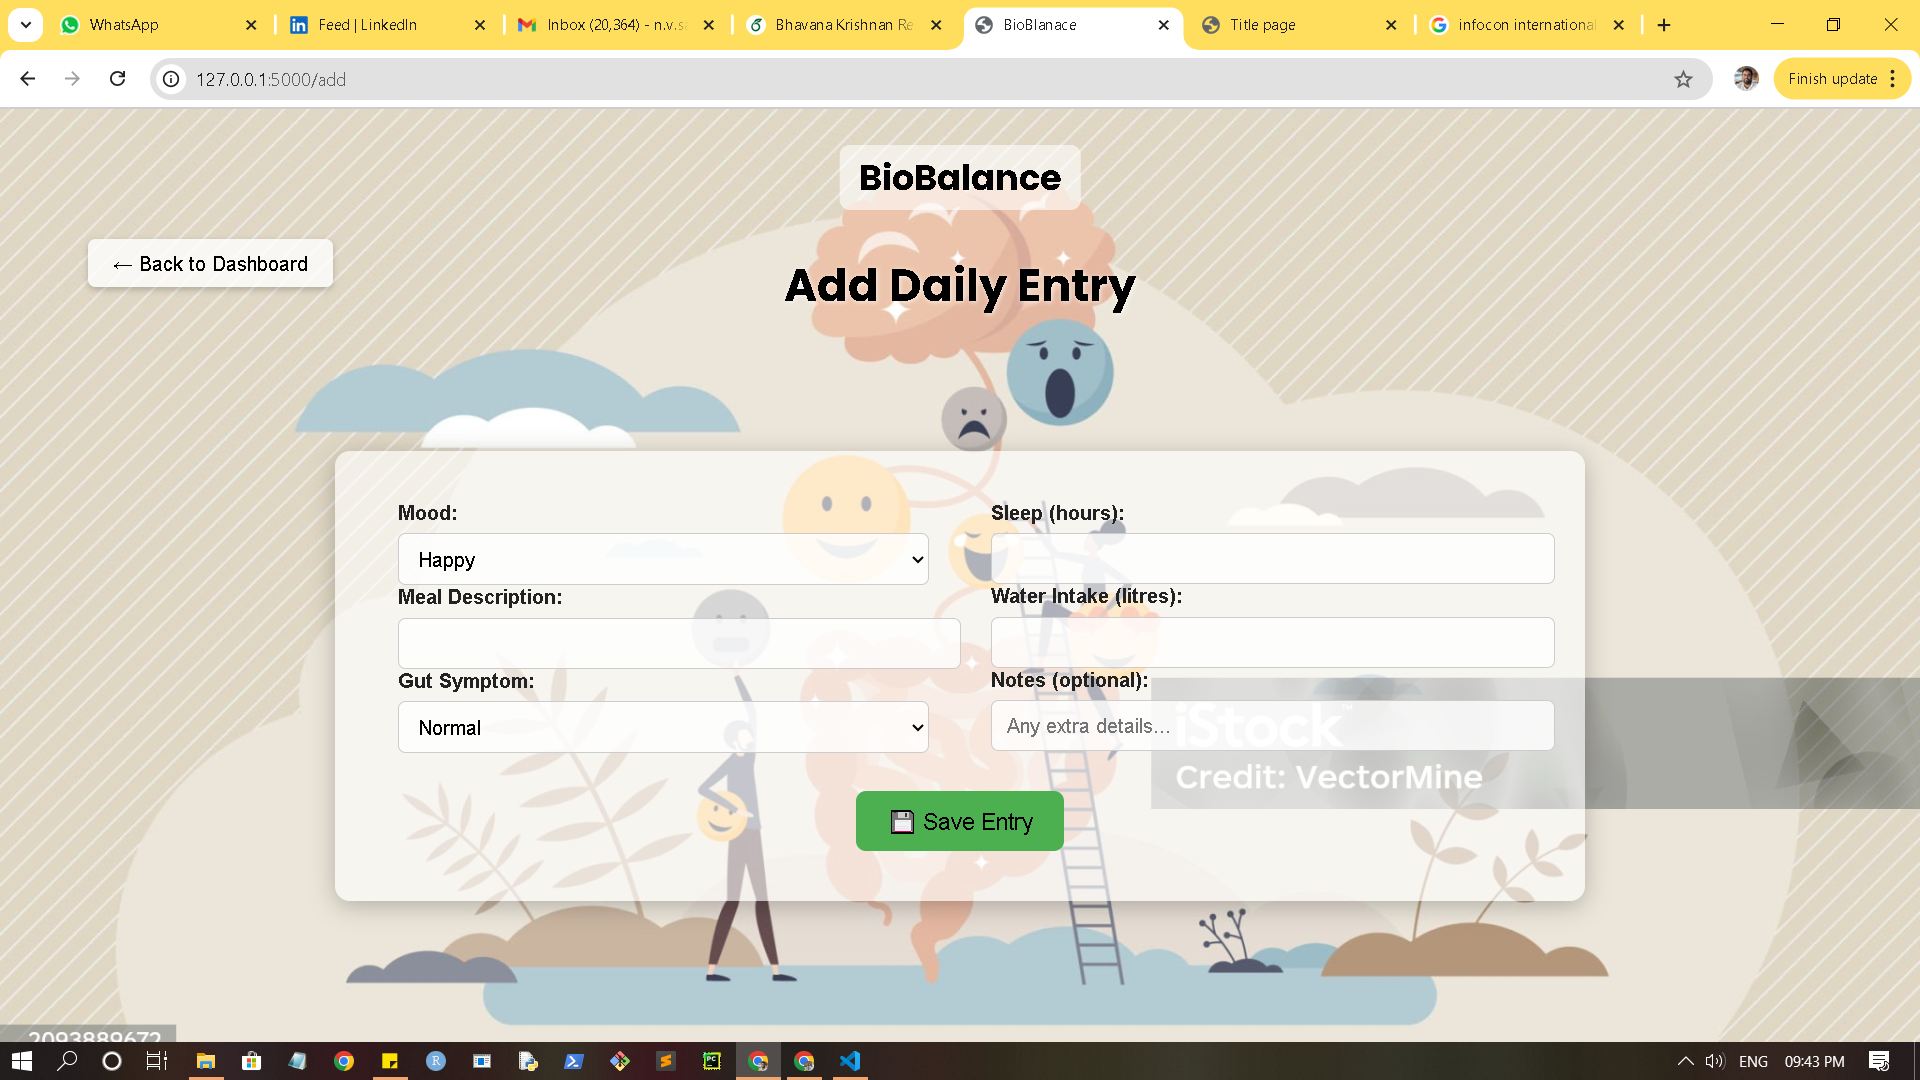 WhatsApp
Feed | LinkedIn
Inbox (20,364) - n.v.s
Bhavana Krishnan Re
BioBlanace
Title page
infocon international
127.0.0.1:5000/add
Finish update
BioBalance
← Back to Dashboard
Add Daily Entry
Mood:
Sleep (hours):
Happy
Meal Description:
Water Intake (litres):
Gut Symptom:
Notes (optional):
Normal
Any extra details...
iStock™
Credit: VectorMine
Save Entry
2093889672
ENG
09:43 PM